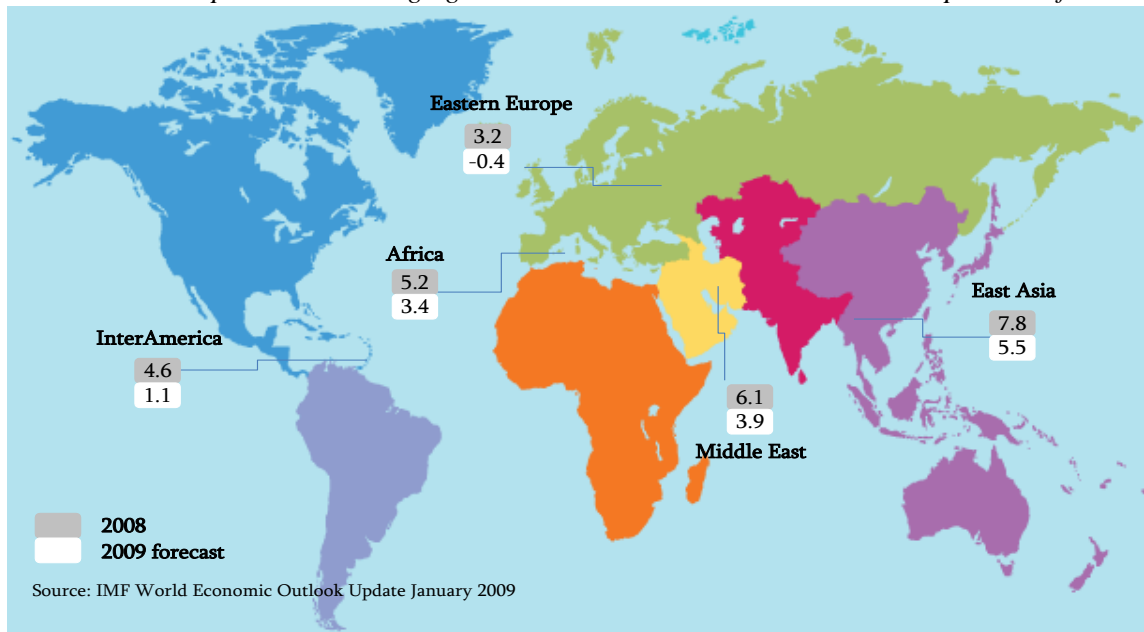 Eastern Europe
3.2
-0.4
Africa
5.2
3.4
East Asia
7.8
5.5
InterAmerica
4.6
1.1
6.1
3.9
Middle East
2008
2009 forecast
Source: IMF World Economic Outlook Update January 2009